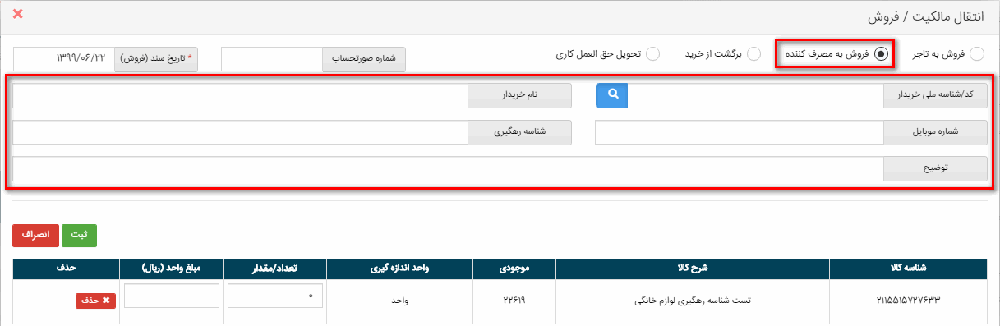 انتقال مالکیت / فروش
فروش به تاجر فروش به مصرف کننده برگشت از خرید تحویل حق العمل کاری شماره صورتحساب * تاریخ سند (فروش) ۱۳۹۹/۰۶/۲۲
کد/شناسه ملی خریدار نام خریدار
شماره موبایل شناسه رهگیری
توضیح
ثبت انصراف
شناسه کالا شرح کالا موجودی واحد اندازه گیری تعداد/مقدار مبلغ واحد (ریال) حذف
۲۱۱۵۵۱۵۷۲۷۶۳۳ تست شناسه رهگیری لوازم خانگی ۲۲۶۱۹ واحد ۰ حذف